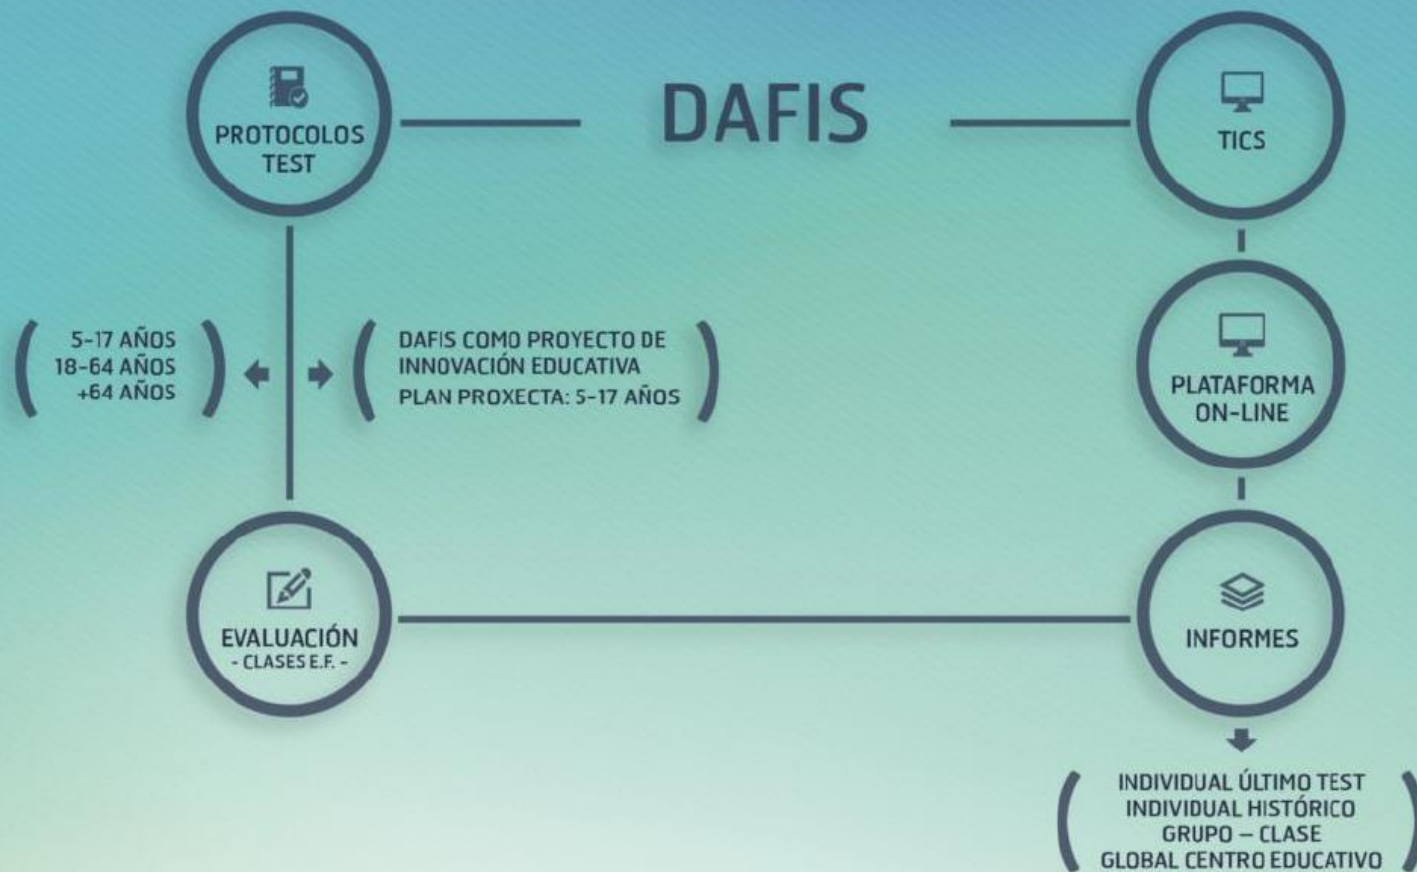 DAFIS
PROTOCOLOS
TEST
TICS
5-17 AÑOS
18-64 AÑOS
+64 AÑOS
DAFIS COMO PROYECTO DE
INNOVACIÓN EDUCATIVA
PLAN PROXECTA: 5-17 AÑOS
PLATAFORMA
ON-LINE
EVALUACIÓN
- CLASES E.F. -
INFORMES
INDIVIDUAL ÚLTIMO TEST
INDIVIDUAL HISTÓRICO
GRUPO – CLASE
GLOBAL CENTRO EDUCATIVO